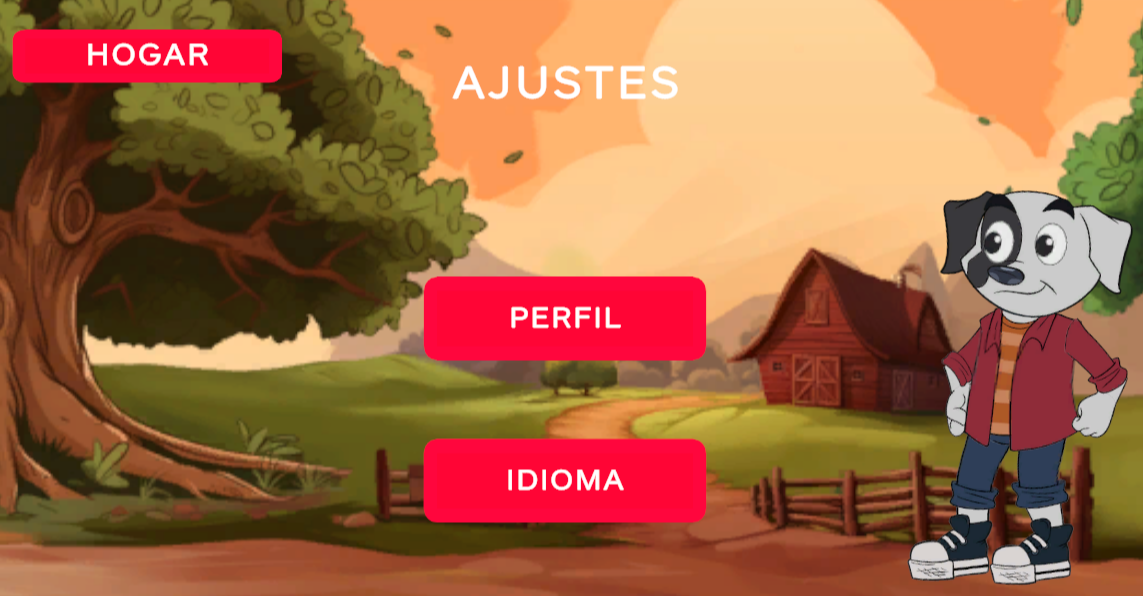 HOGAR
AJUSTES
PERFIL
IDIOMA